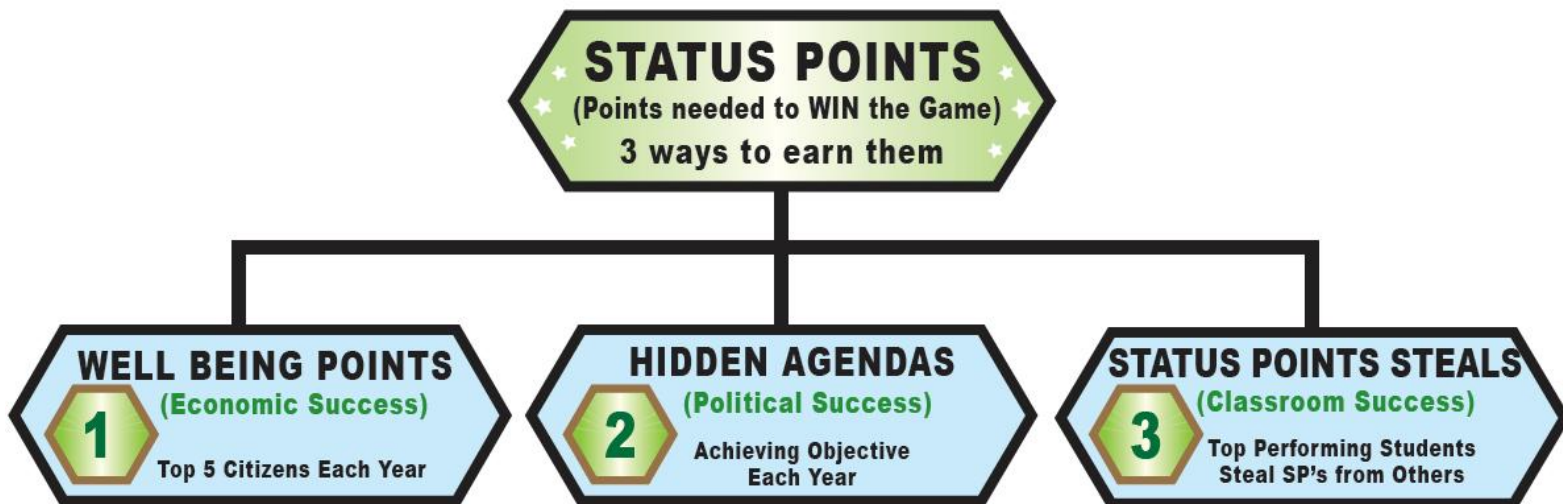 STATUS POINTS
(Points needed to WIN the Game)
3 ways to earn them
WELL BEING POINTS
(Economic Success)
1
Top 5 Citizens Each Year
HIDDEN AGENDAS
(Political Success)
2
Achieving Objective
Each Year
STATUS POINTS STEALS
(Classroom Success)
3
Top Performing Students
Steal SP's from Others